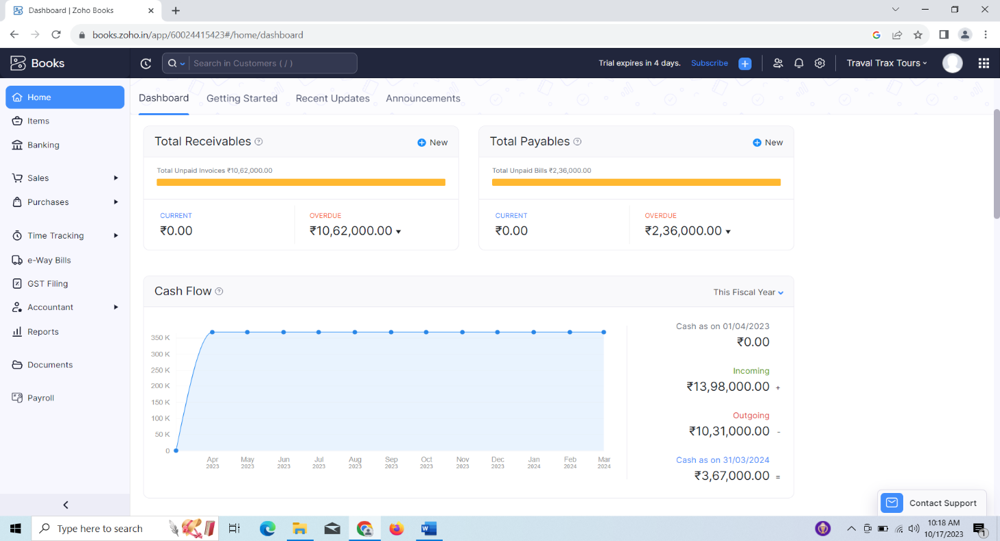 Dashboard | Zoho Books
books.zoho.in/app/60024415423#/home/dashboard
Books
Search in Customers ( / )
Trial expires in 4 days.
Subscribe
Traval Trax Tours
Home
Items
Banking
Sales
Purchases
Time Tracking
e-Way Bills
GST Filing
Accountant
Reports
Documents
Payroll
Dashboard
Getting Started
Recent Updates
Announcements
Total Receivables
New
Total Unpaid Invoices ₹10,62,000.00
CURRENT
₹0.00
OVERDUE
₹10,62,000.00
Total Payables
New
Total Unpaid Bills ₹2,36,000.00
CURRENT
₹0.00
OVERDUE
₹2,36,000.00
Cash Flow
This Fiscal Year
350 K
300 K
250 K
200 K
150 K
100 K
50 K
0
Apr 2023
May 2023
Jun 2023
Jul 2023
Aug 2023
Sep 2023
Oct 2023
Nov 2023
Dec 2023
Jan 2024
Feb 2024
Mar 2024
Cash as on 01/04/2023
₹0.00
Incoming
₹13,98,000.00 +
Outgoing
₹10,31,000.00 -
Cash as on 31/03/2024
₹3,67,000.00 =
Contact Support
Type here to search
10:18 AM
10/17/2023
1